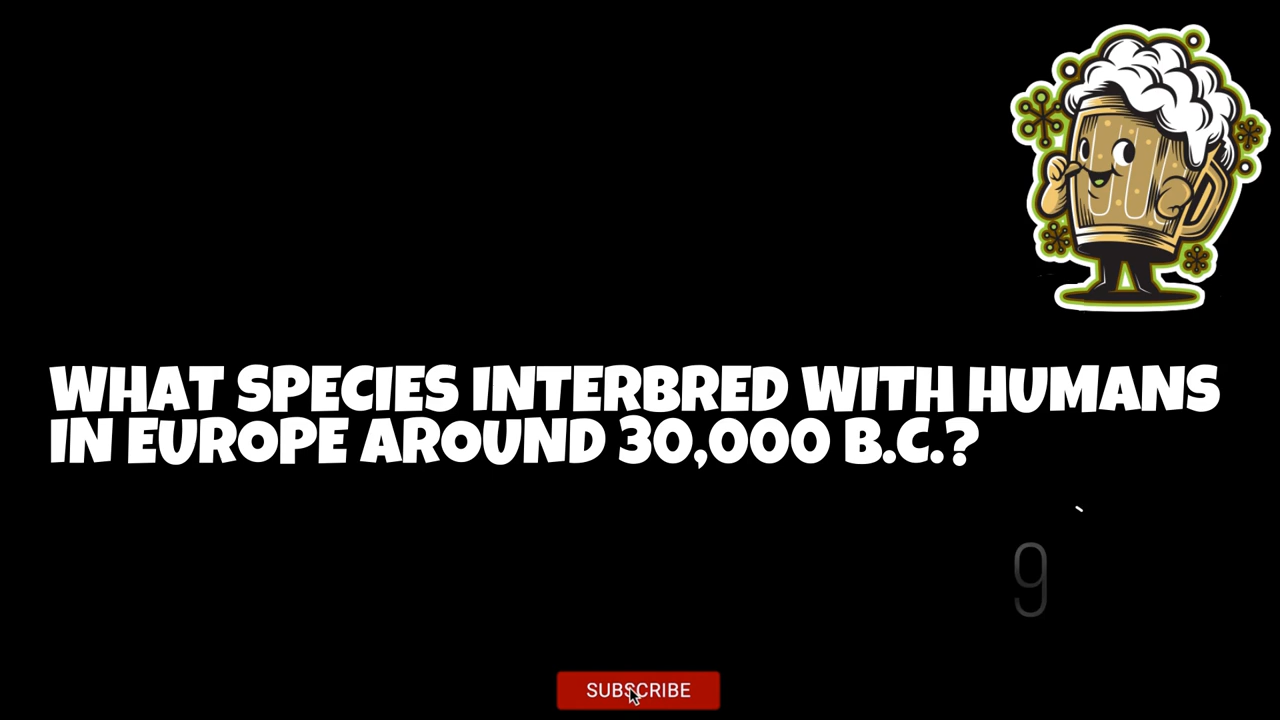 WHAT SPECIES INTERBRED WITH HUMANS
IN EUROPE AROUND 30,000 B.C.?
9
SUBSCRIBE